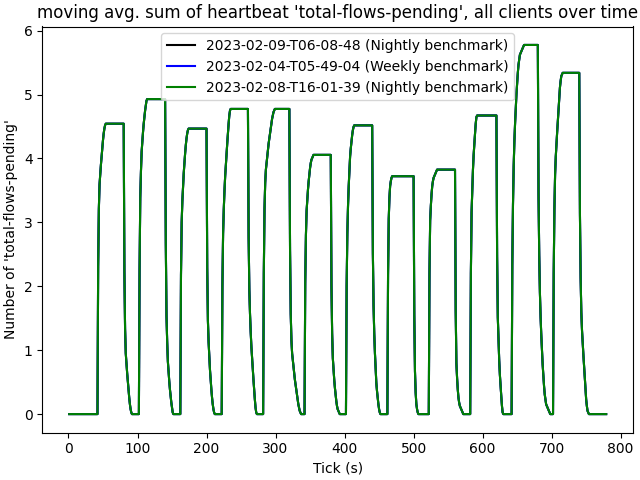 moving avg. sum of heartbeat 'total-flows-pending', all clients over time
2023-02-09-T06-08-48 (Nightly benchmark)
2023-02-04-T05-49-04 (Weekly benchmark)
2023-02-08-T16-01-39 (Nightly benchmark)
Number of 'total-flows-pending'
6
5
4
3
2
1
0
0 100 200 300 400 500 600 700 800
Tick (s)